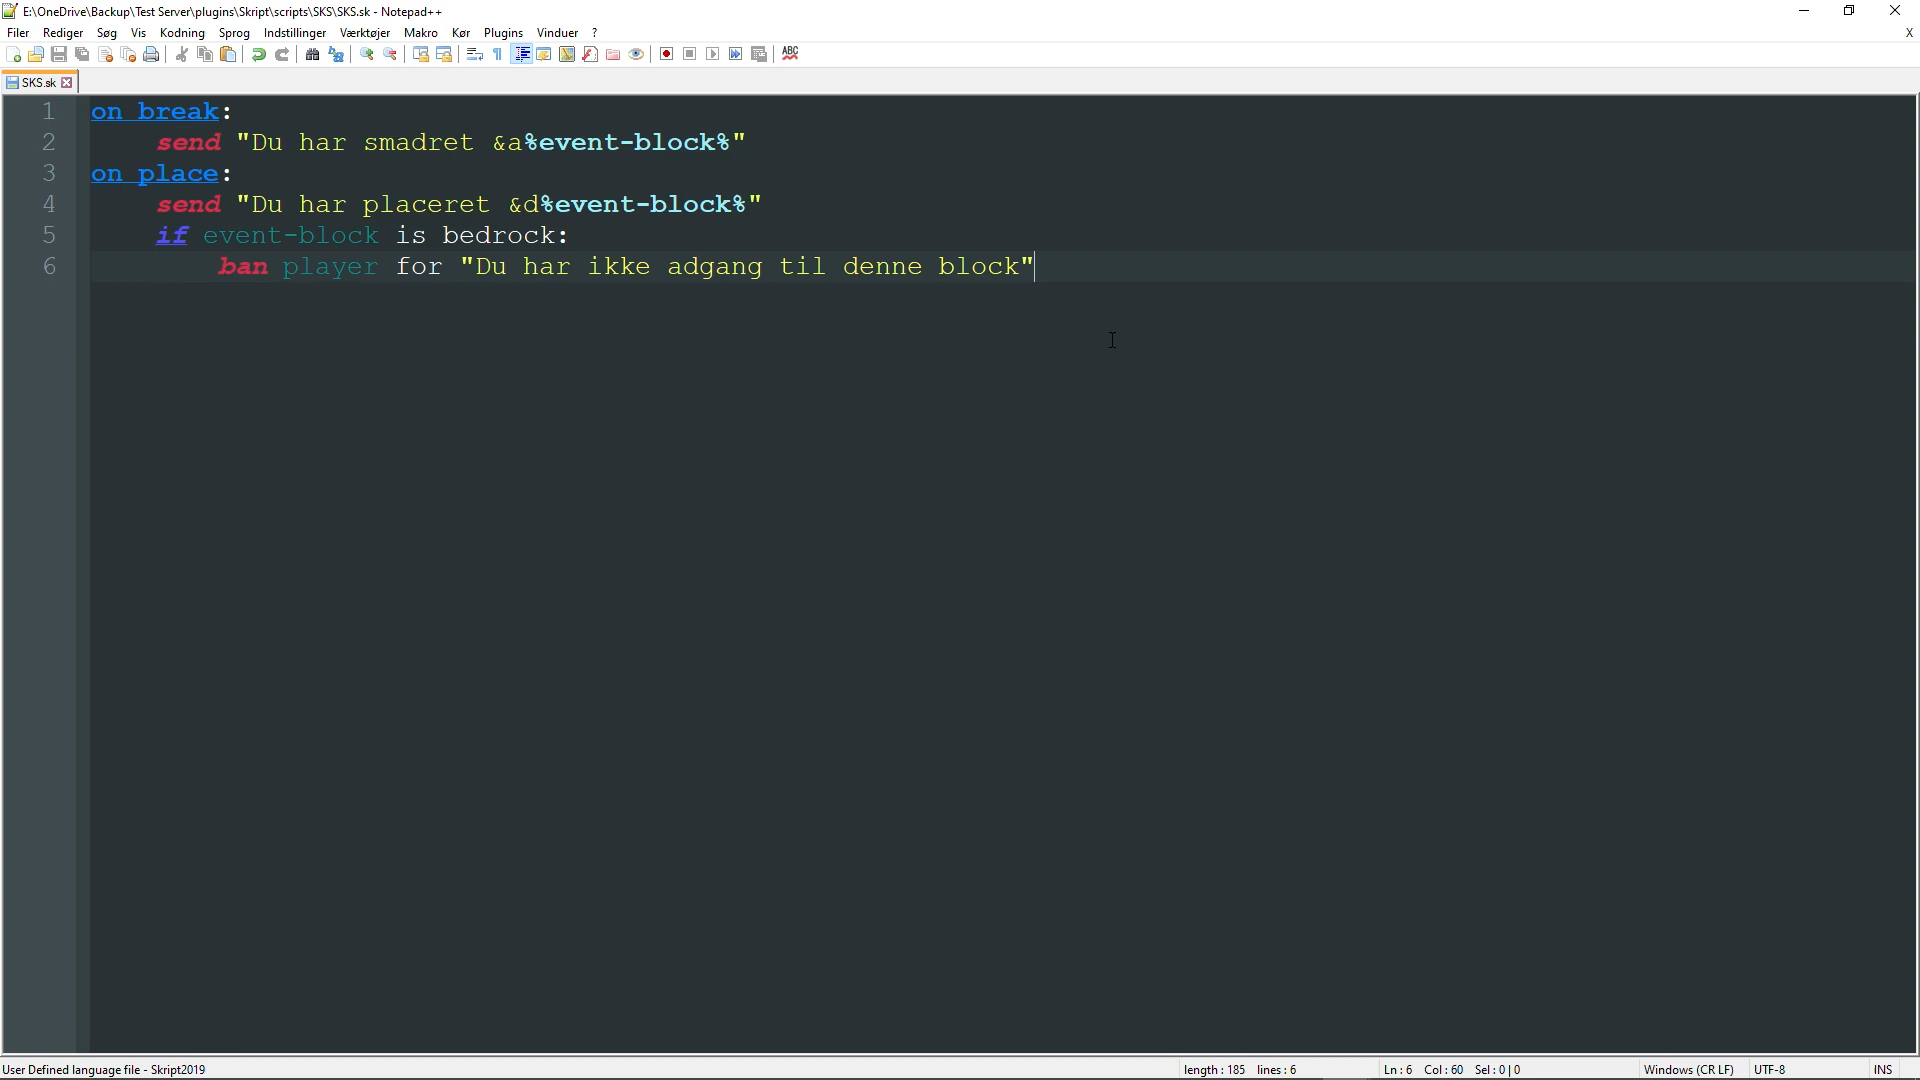 E:\OneDrive\Backup\Test Server\plugins\Skript\scripts\SKS\SKS.sk - Notepad++
Filer Rediger Søg Vis Kodning Sprog Indstillinger Værktøjer Makro Kør Plugins Vinduer ? X
ABC
SKS.sk
1 on break:
2 send "Du har smadret &a%event-block%"
3 on place:
4 send "Du har placeret &d%event-block%"
5 if event-block is bedrock:
6 ban player for "Du har ikke adgang til denne block"
User Defined language file - Skript2019 length : 185 lines : 6 Ln : 6 Col : 60 Sel : 0 | 0 Windows (CR LF) UTF-8 INS